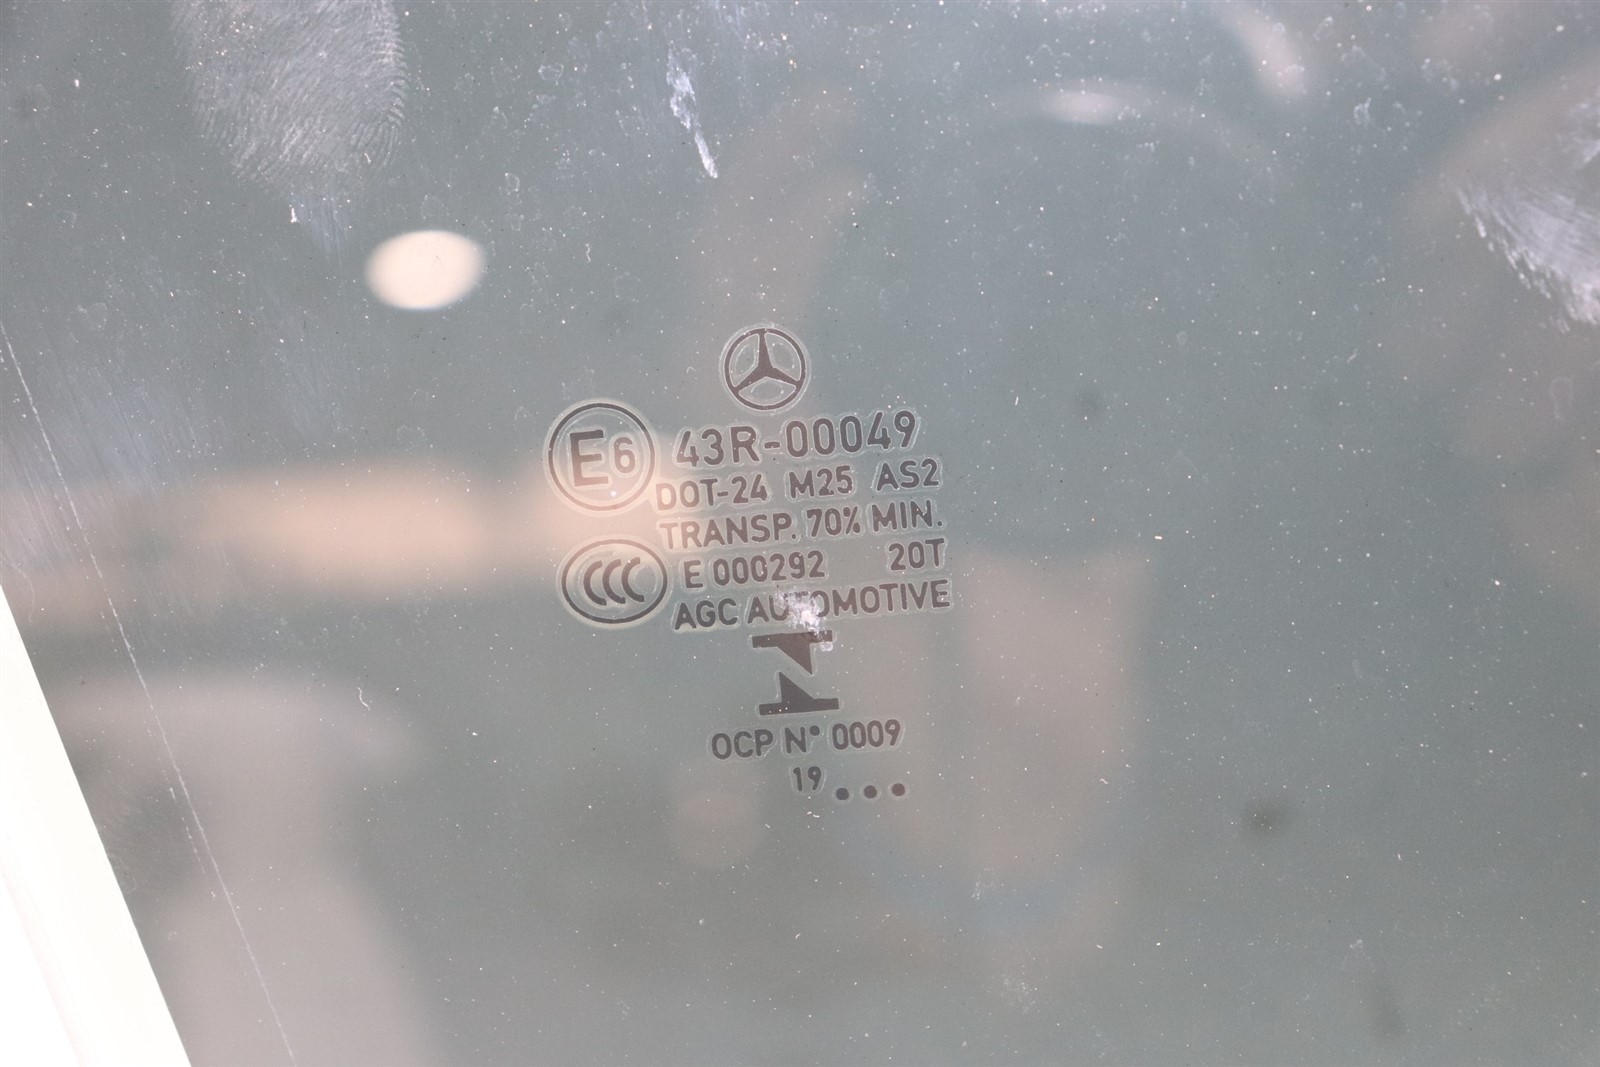 E6 43R-00049
DOT-24 M25 AS2
TRANSP. 70% MIN.
CCC E 000292 20T
AGC AUTOMOTIVE
OCP N° 0009
19...